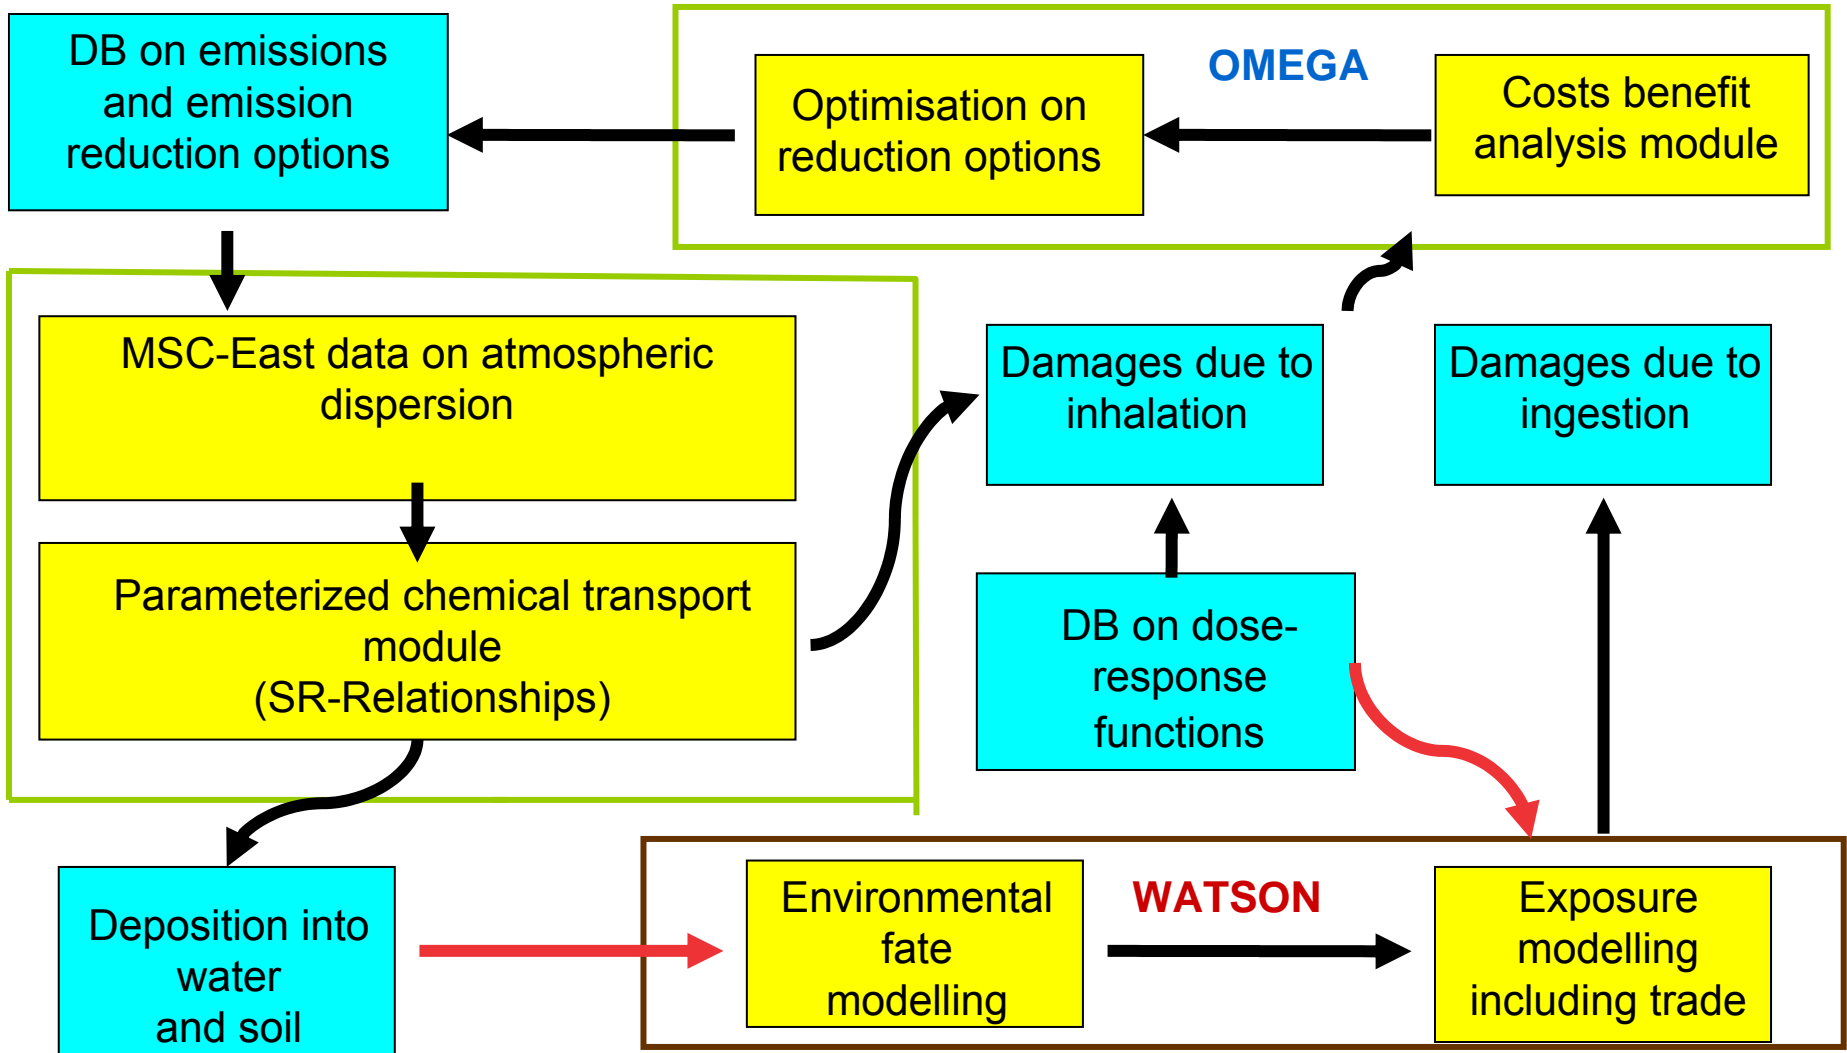 DB on emissions
and emission
reduction options
OMEGA
Optimisation on
reduction options
Costs benefit
analysis module
MSC-East data on atmospheric
dispersion
Damages due to
inhalation
Damages due to
ingestion
Parameterized chemical transport
module
(SR-Relationships)
DB on dose-
response
functions
Deposition into
water
and soil
Environmental
fate
modelling
WATSON
Exposure
modelling
including trade